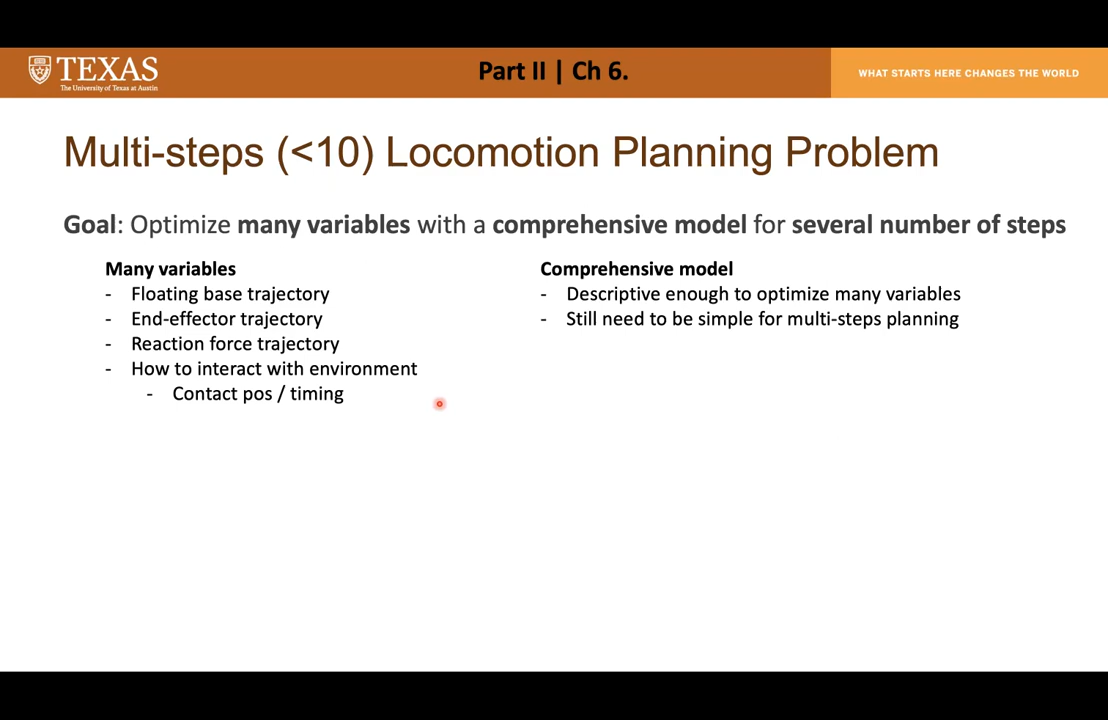 TEXAS
The University of Texas at Austin
Part II | Ch 6.
WHAT STARTS HERE CHANGES THE WORLD
Multi-steps (<10) Locomotion Planning Problem
Goal: Optimize many variables with a comprehensive model for several number of steps
Many variables
- Floating base trajectory
- End-effector trajectory
- Reaction force trajectory
- How to interact with environment
- Contact pos / timing
Comprehensive model
- Descriptive enough to optimize many variables
- Still need to be simple for multi-steps planning